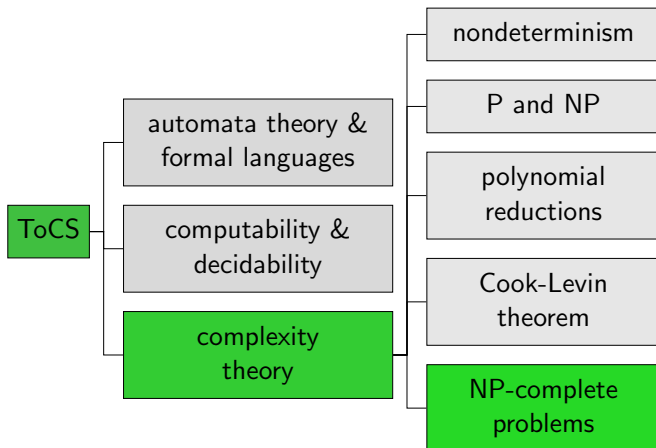 ToCS
automata theory &
formal languages
computability &
decidability
complexity
theory
nondeterminism
P and NP
polynomial
reductions
Cook-Levin
theorem
NP-complete
problems